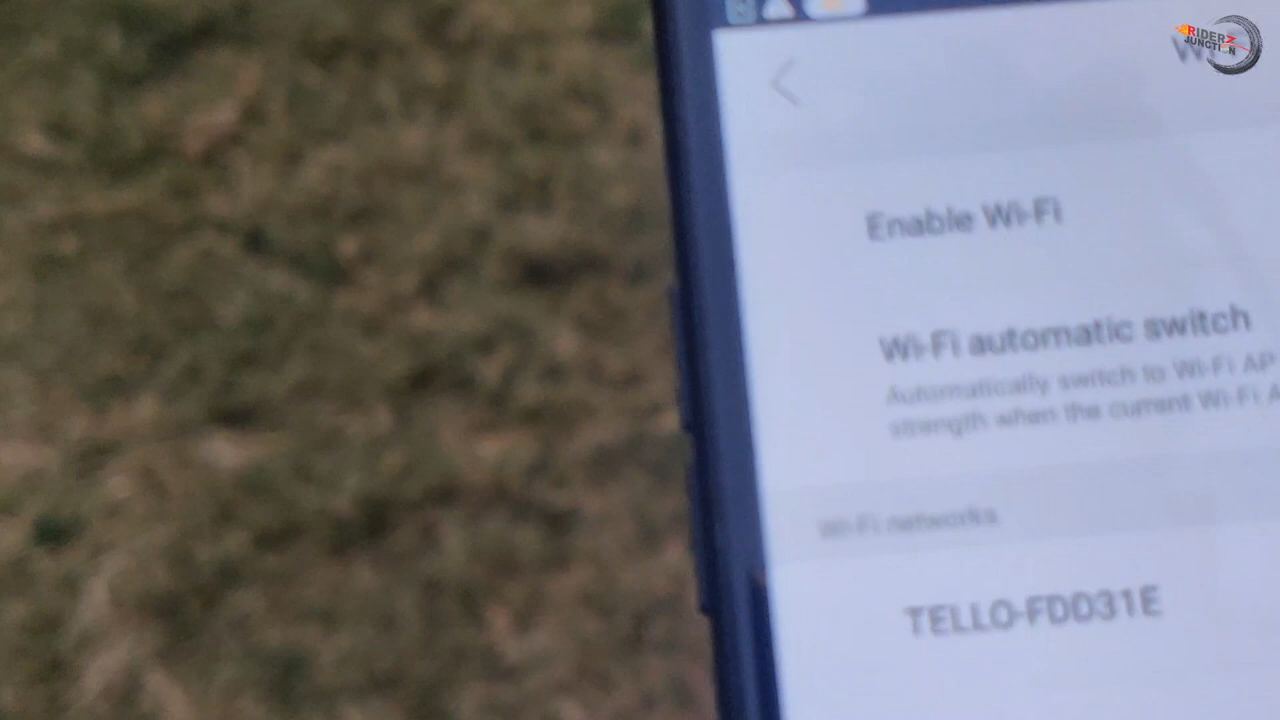 RIDERZ
JUNCTION
Enable Wi-Fi
Wi-Fi automatic switch
Automatically switch to Wi-Fi AP
strength when the current Wi-Fi A
Wi-Fi networks
TELLO-FDD31E